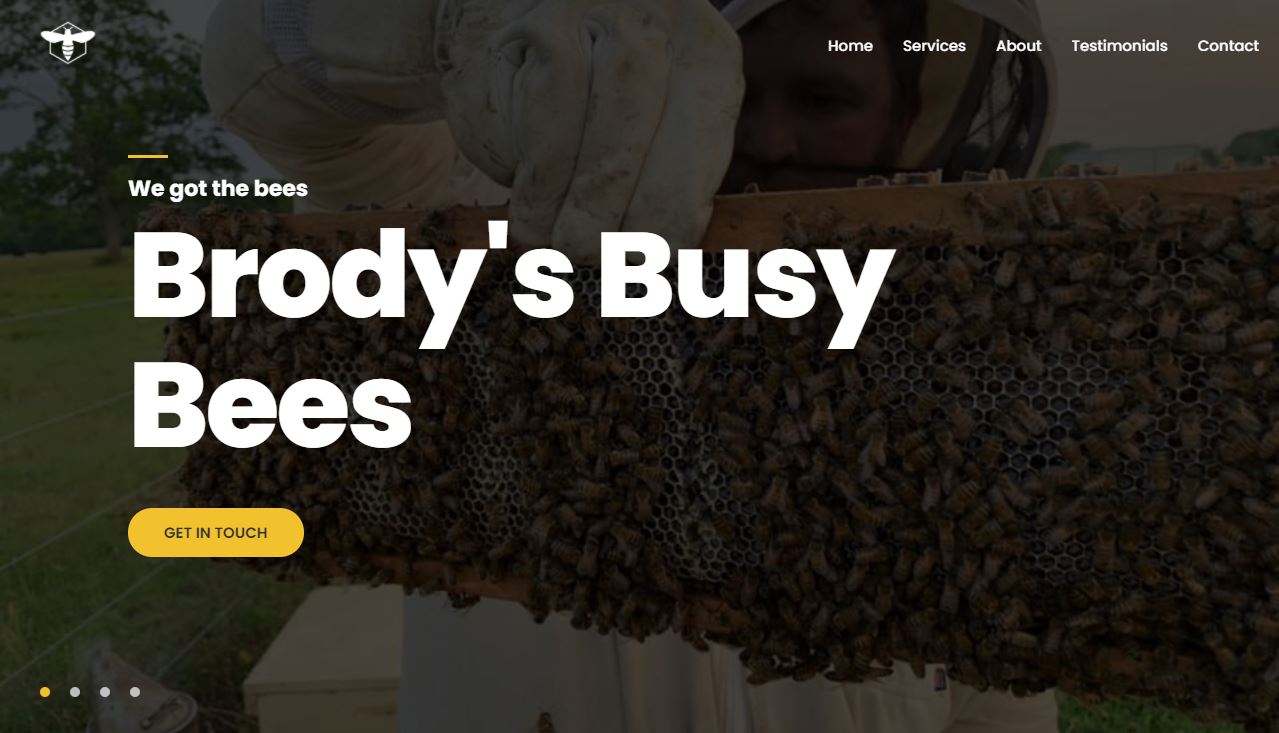 Home Services About Testimonials Contact
We got the bees
Brody's Busy
Bees
GET IN TOUCH